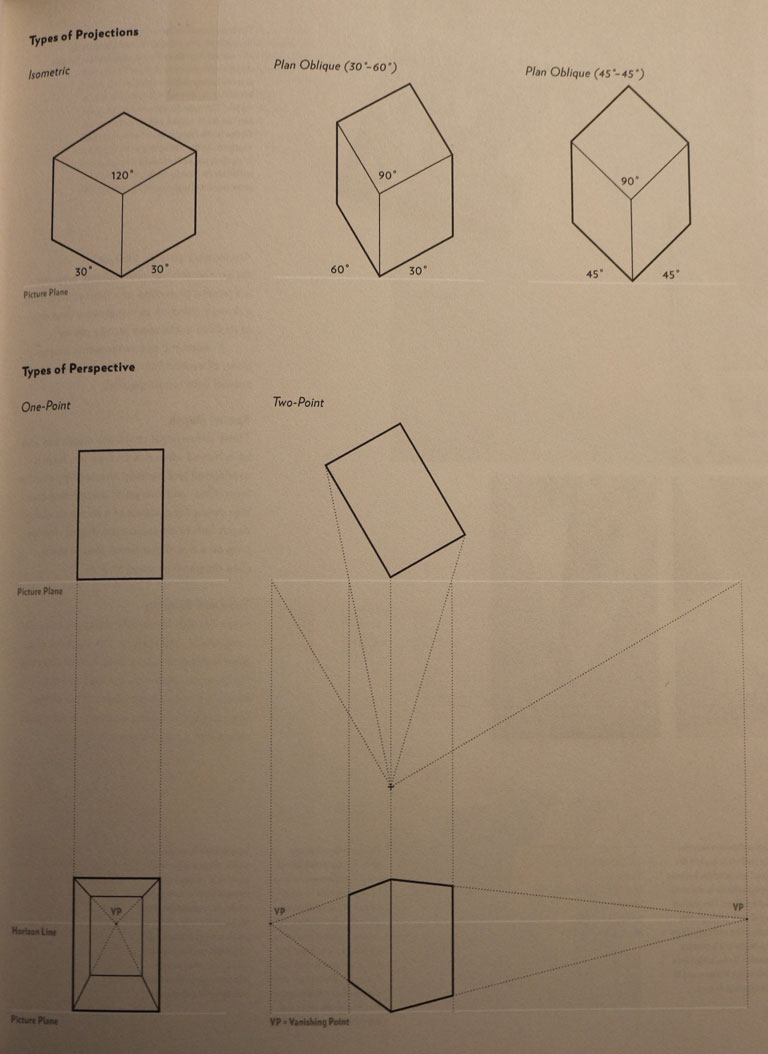 Types of Projections
Isometric
Plan Oblique (30°–60°)
Plan Oblique (45°–45°)
120°
90°
90°
30°
30°
60°
30°
45°
45°
Picture Plane
Types of Perspective
One-Point
Two-Point
Picture Plane
VP
VP
VP
Horizon Line
Picture Plane
VP = Vanishing Point